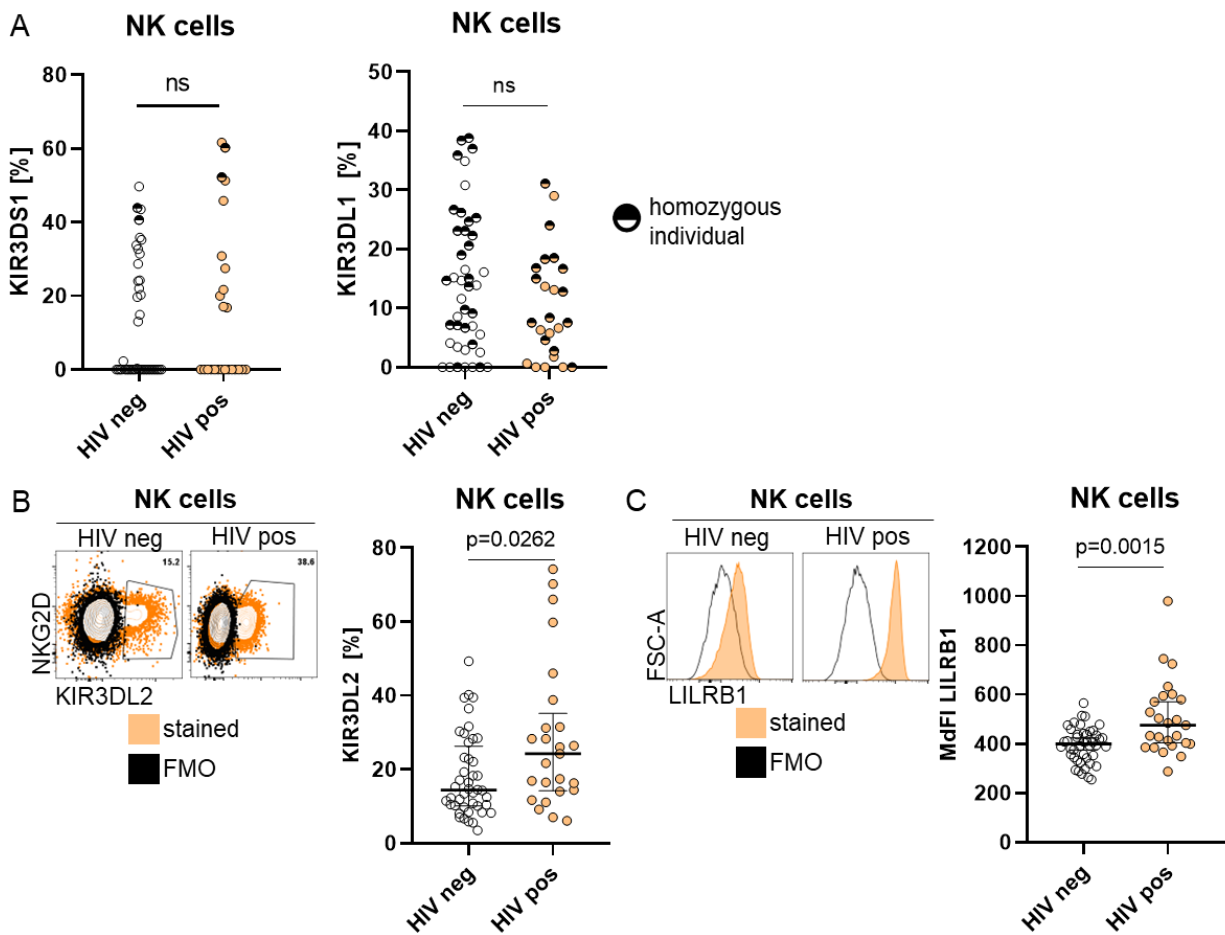 A
NK cells
NK cells
ns
ns
KIR3DS1 [%]
80
60
40
20
0
HIV neg
HIV pos
KIR3DL1 [%]
50
40
30
20
10
0
HIV neg
HIV pos
homozygous
individual
B
NK cells
HIV neg
HIV pos
15.2
38.6
NKG2D
KIR3DL2
stained
FMO
NK cells
p=0.0262
KIR3DL2 [%]
80
60
40
20
0
HIV neg
HIV pos
C
NK cells
HIV neg
HIV pos
FSC-A
LILRB1
stained
FMO
NK cells
p=0.0015
MdFI LILRB1
1200
1000
800
600
400
200
0
HIV neg
HIV pos